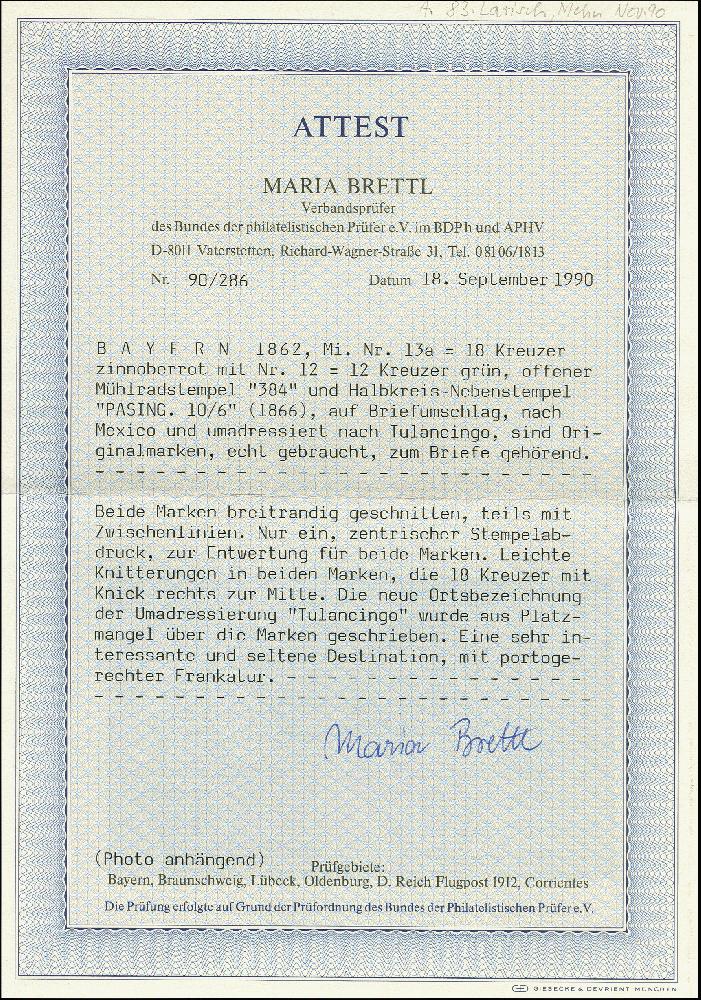 A. 83. Larisch, Mehn Nov. 90
ATTEST
MARIA BRETTL
Verbandsprüfer
des Bundes der philatelistischen Prüfer e.V. im BDPh und APHV
D-8011 Vaterstetten, Richard-Wagner-Straße 31, Tel. 08106/1813
Nr. 90/286 Datum 18. September 1990
B A Y E R N 1862, Mi. Nr. 13a = 18 Kreuzer
zinnoberrot mit Nr. 12 = 12 Kreuzer grün, offener
Mühlradstempel "384" und Halbkreis-Nebenstempel
"PASING. 10/6" (1866), auf Briefumschlag, nach
Mexico und umadressiert nach Tulancingo, sind Ori-
ginalmarken, echt gebraucht, zum Briefe gehörend.
- - - - - - - - - - - - - - - - - - - - - - - - -
Beide Marken breitrandig geschnitten, teils mit
Zwischenlinien. Nur ein, zentrischer Stempelab-
druck, zur Entwertung für beide Marken. Leichte
Knitterungen in beiden Marken, die 18 Kreuzer mit
Knick rechts zur Mitte. Die neue Ortsbezeichnung
der Umadressierung "Tulancingo" wurde aus Platz-
mangel über die Marken geschrieben. Eine sehr in-
teressante und seltene Destination, mit portoge-
rechter Frankatur. - - - - - - - - - - - - - - -
- - - - - - - - - - - - - - - - - - - - - - - - -
Maria Brettl
(Photo anhängend)
Prüfgebiete:
Bayern, Braunschweig, Lübeck, Oldenburg, D. Reich Flugpost 1912, Corrientes
Die Prüfung erfolgte auf Grund der Prüfordnung des Bundes der Philatelistischen Prüfer e.V.
GIESECKE & DEVRIENT MÜNCHEN